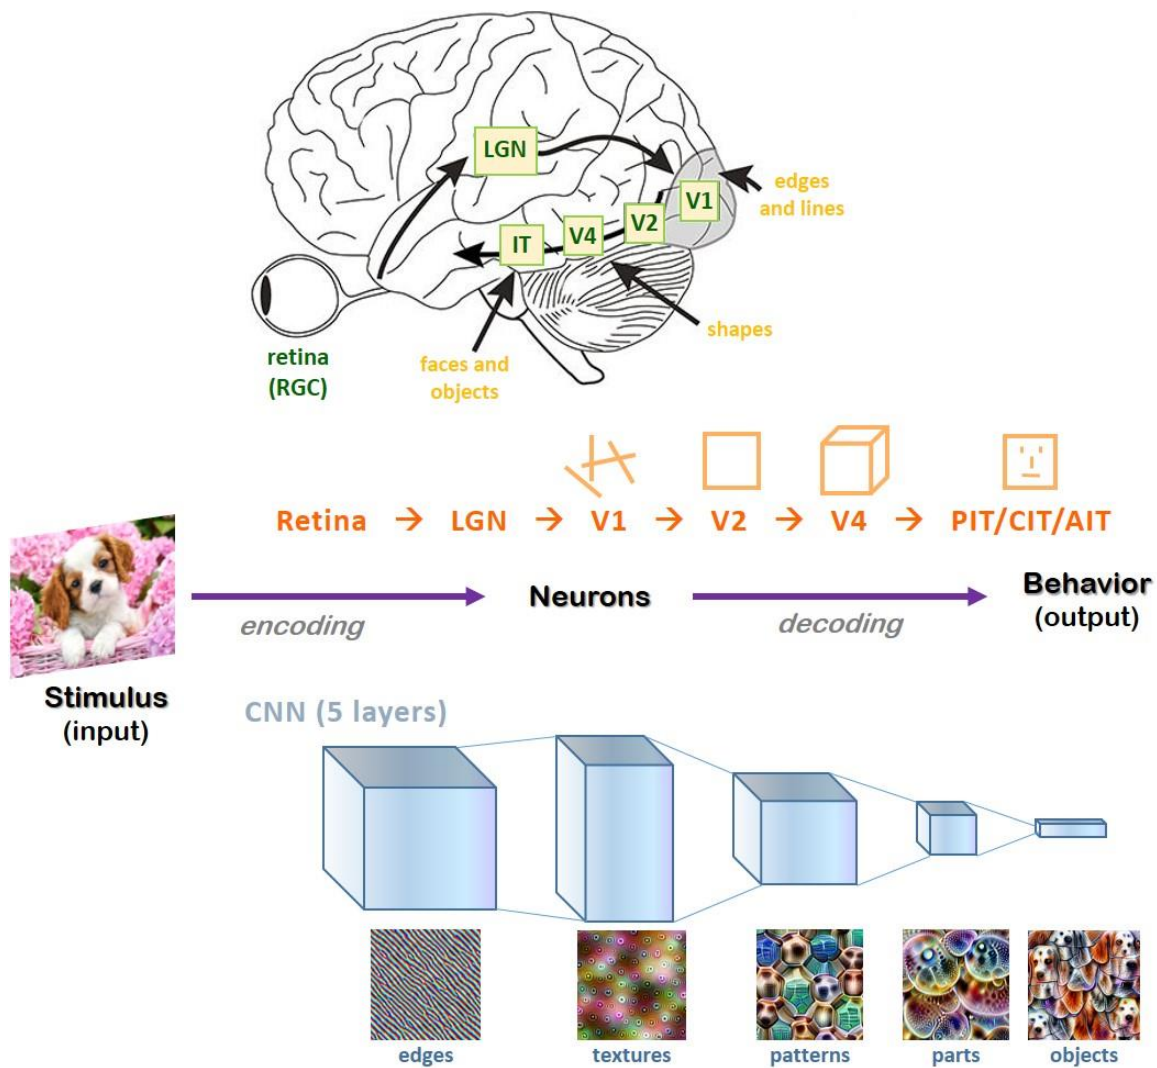 LGN
edges
and lines
V1
V2
V4
IT
shapes
retina
(RGC)
faces and
objects
Retina → LGN → V1 → V2 → V4 → PIT/CIT/AIT
Neurons
Behavior
(output)
encoding
decoding
Stimulus
(input)
CNN (5 layers)
edges
textures
patterns
parts
objects